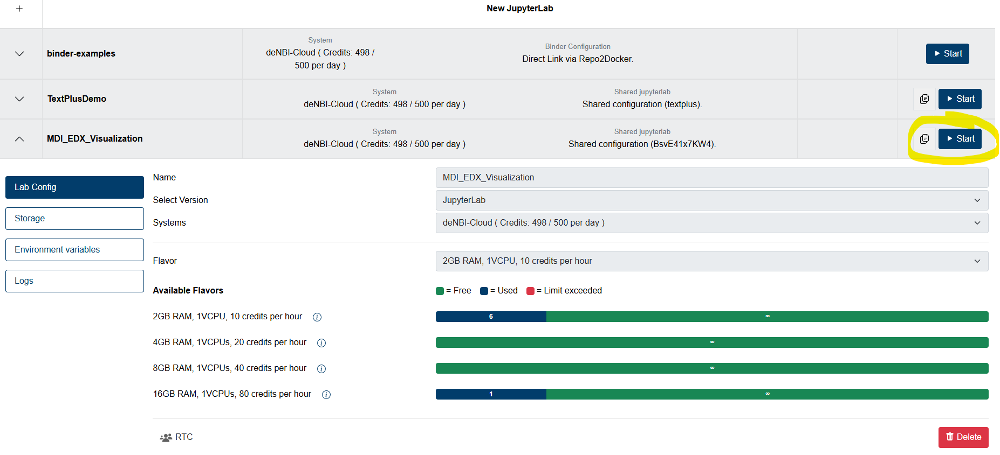 New JupyterLab
binder-examples
System
deNBI-Cloud ( Credits: 498 /
500 per day )
Binder Configuration
Direct Link via Repo2Docker.
Start
TextPlusDemo
System
deNBI-Cloud ( Credits: 498 / 500 per day )
Shared jupyterlab
Shared configuration (textplus).
Start
MDI_EDX_Visualization
System
deNBI-Cloud ( Credits: 498 / 500 per day )
Shared jupyterlab
Shared configuration (BsvE41x7KW4).
Start
Lab Config
Storage
Environment variables
Logs
Name
MDI_EDX_Visualization
Select Version
JupyterLab
Systems
deNBI-Cloud ( Credits: 498 / 500 per day )
Flavor
2GB RAM, 1VCPU, 10 credits per hour
Available Flavors
= Free = Used = Limit exceeded
2GB RAM, 1VCPU, 10 credits per hour
6 ∞
4GB RAM, 1VCPUs, 20 credits per hour
∞
8GB RAM, 1VCPUs, 40 credits per hour
∞
16GB RAM, 1VCPUs, 80 credits per hour
1 ∞
RTC
Delete